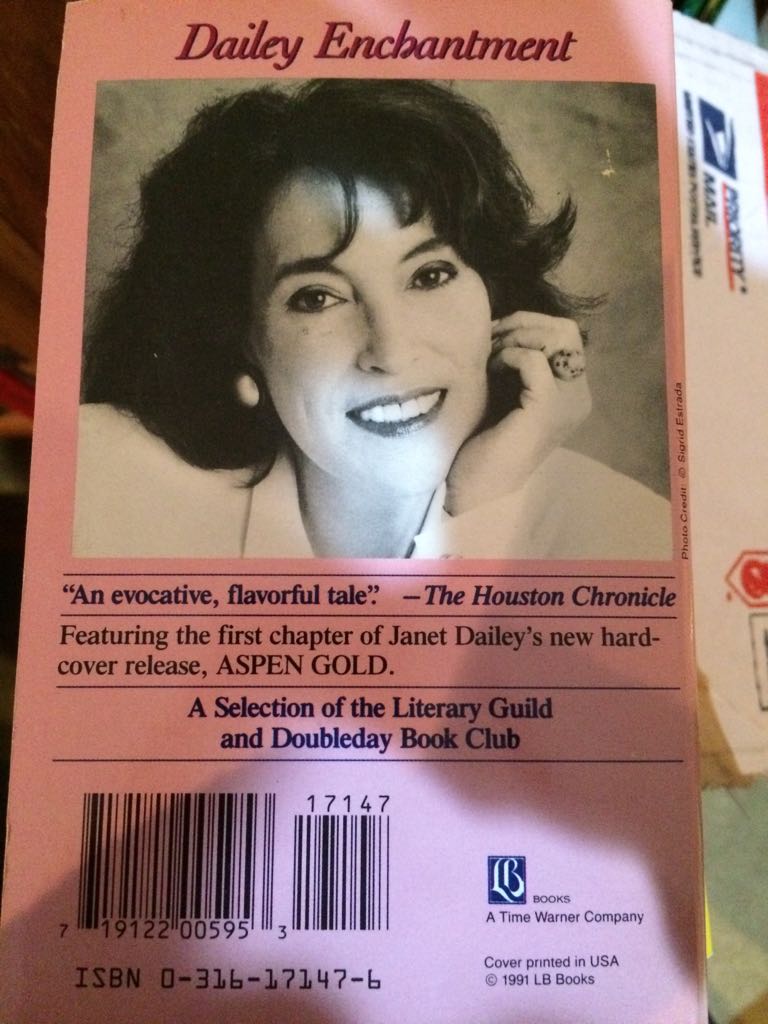 Dailey Enchantment
Photo Credit: © Sigrid Estrada
“An evocative, flavorful tale”. —The Houston Chronicle
Featuring the first chapter of Janet Dailey’s new hard-
cover release, ASPEN GOLD.
A Selection of the Literary Guild
and Doubleday Book Club
17147
7 19122 00595 3
ISBN 0-316-17147-6
LB BOOKS
A Time Warner Company
Cover printed in USA
© 1991 LB Books
PRIORITY
MAIL